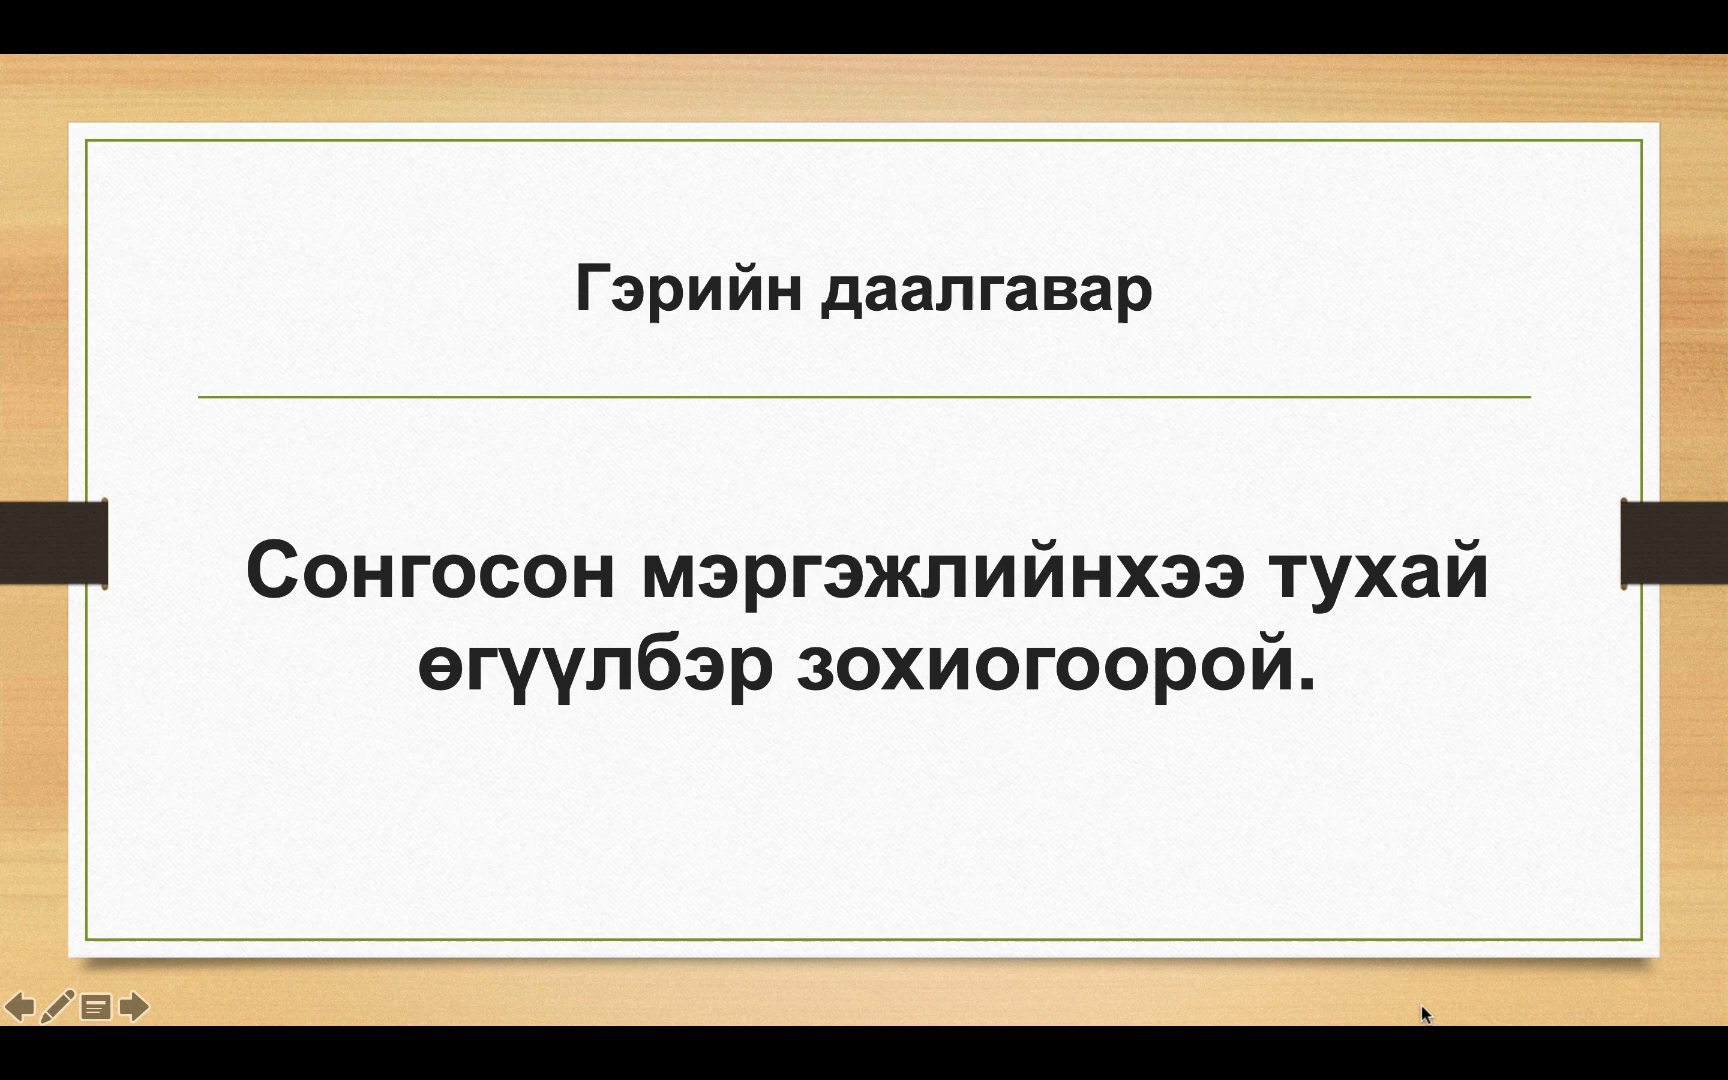 Гэрийн даалгавар
Сонгосон мэргэжлийнхээ тухай
өгүүлбэр зохиогоорой.